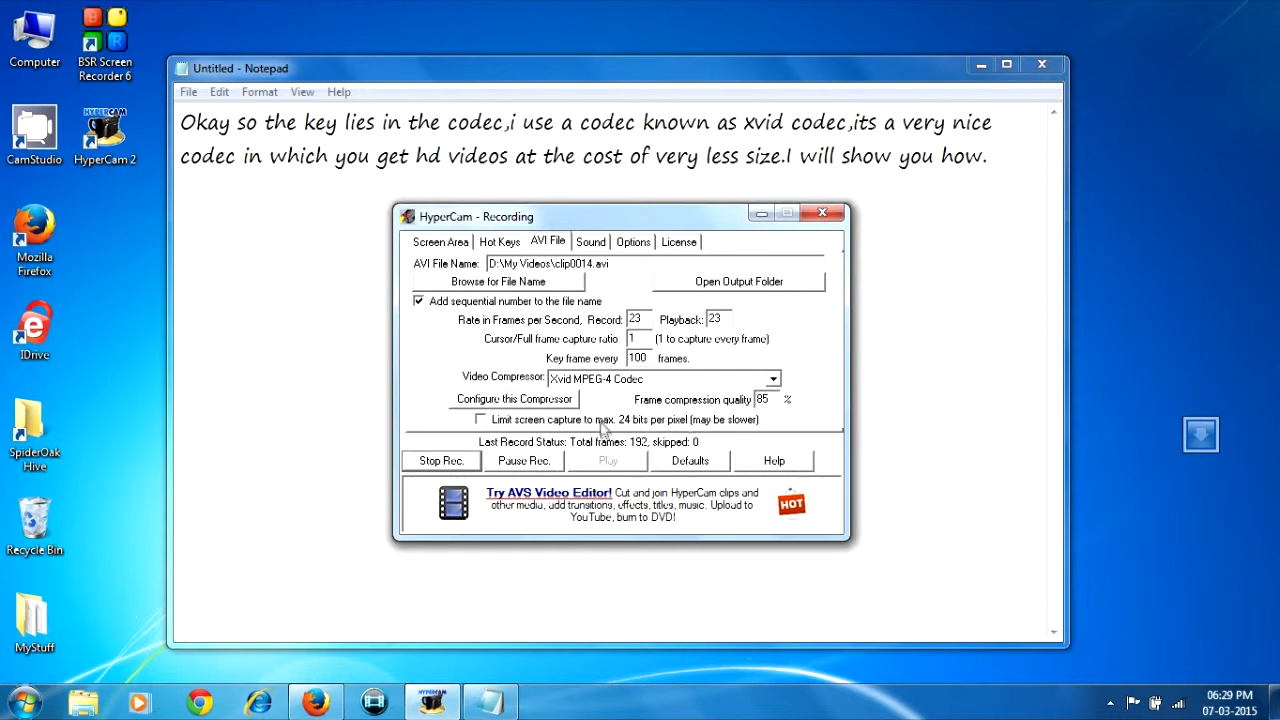 Computer
BSR Screen
Recorder 6
CamStudio
HYPERCAM
HyperCam 2
Mozilla
Firefox
IDrive
SpiderOak
Hive
Recycle Bin
MyStuff
Untitled - Notepad
File Edit Format View Help
Okay so the key lies in the codec,i use a codec known as xvid codec,its a very nice
codec in which you get hd videos at the cost of very less size.I will show you how.
HyperCam - Recording
Screen Area Hot Keys AVI File Sound Options License
AVI File Name: D:\My Videos\clip0014.avi
Browse for File Name Open Output Folder
Add sequential number to the file name
Rate in Frames per Second, Record: 23 Playback: 23
Cursor/Full frame capture ratio 1 (1 to capture every frame)
Key frame every 100 frames.
Video Compressor: Xvid MPEG-4 Codec
Configure this Compressor Frame compression quality 85 %
Limit screen capture to max. 24 bits per pixel (may be slower)
Last Record Status: Total frames: 192, skipped: 0
Stop Rec. Pause Rec. Play Defaults Help
Try AVS Video Editor! Cut and join HyperCam clips and
other media, add transitions, effects, titles, music. Upload to
YouTube, burn to DVD!
HOT
HYPERCAM
06:29 PM
07-03-2015